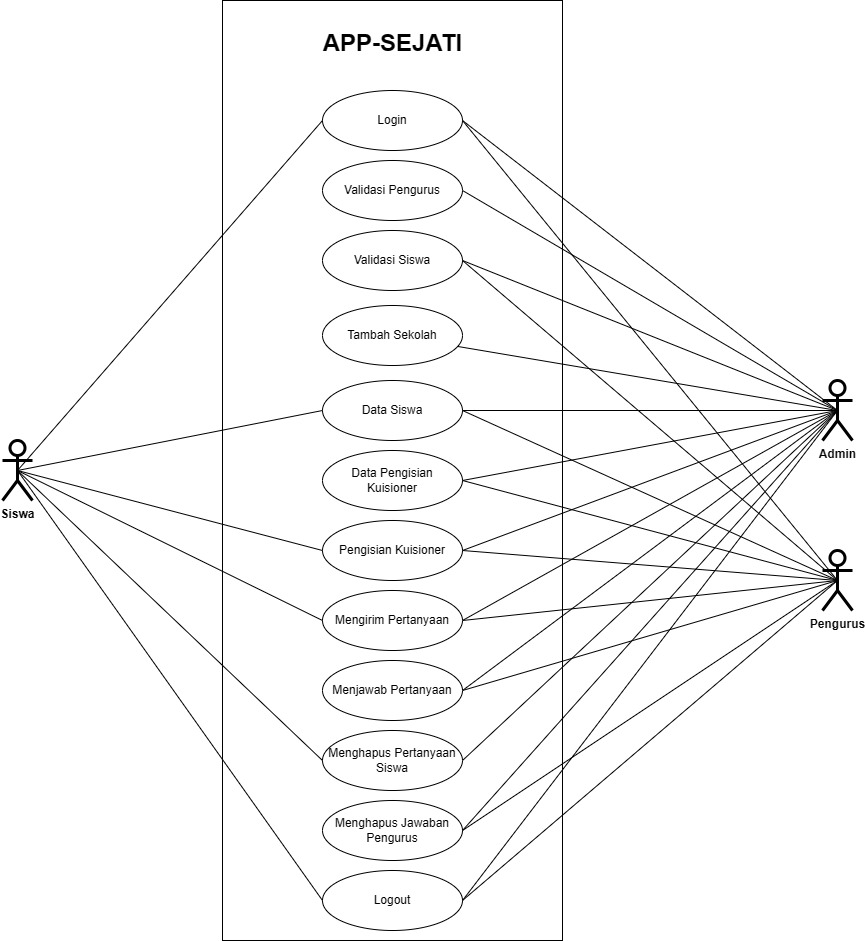 APP-SEJATI
Login
Validasi Pengurus
Validasi Siswa
Tambah Sekolah
Data Siswa
Data Pengisian
Kuisioner
Pengisian Kuisioner
Mengirim Pertanyaan
Menjawab Pertanyaan
Menghapus Pertanyaan
Siswa
Menghapus Jawaban
Pengurus
Logout
Siswa
Admin
Pengurus